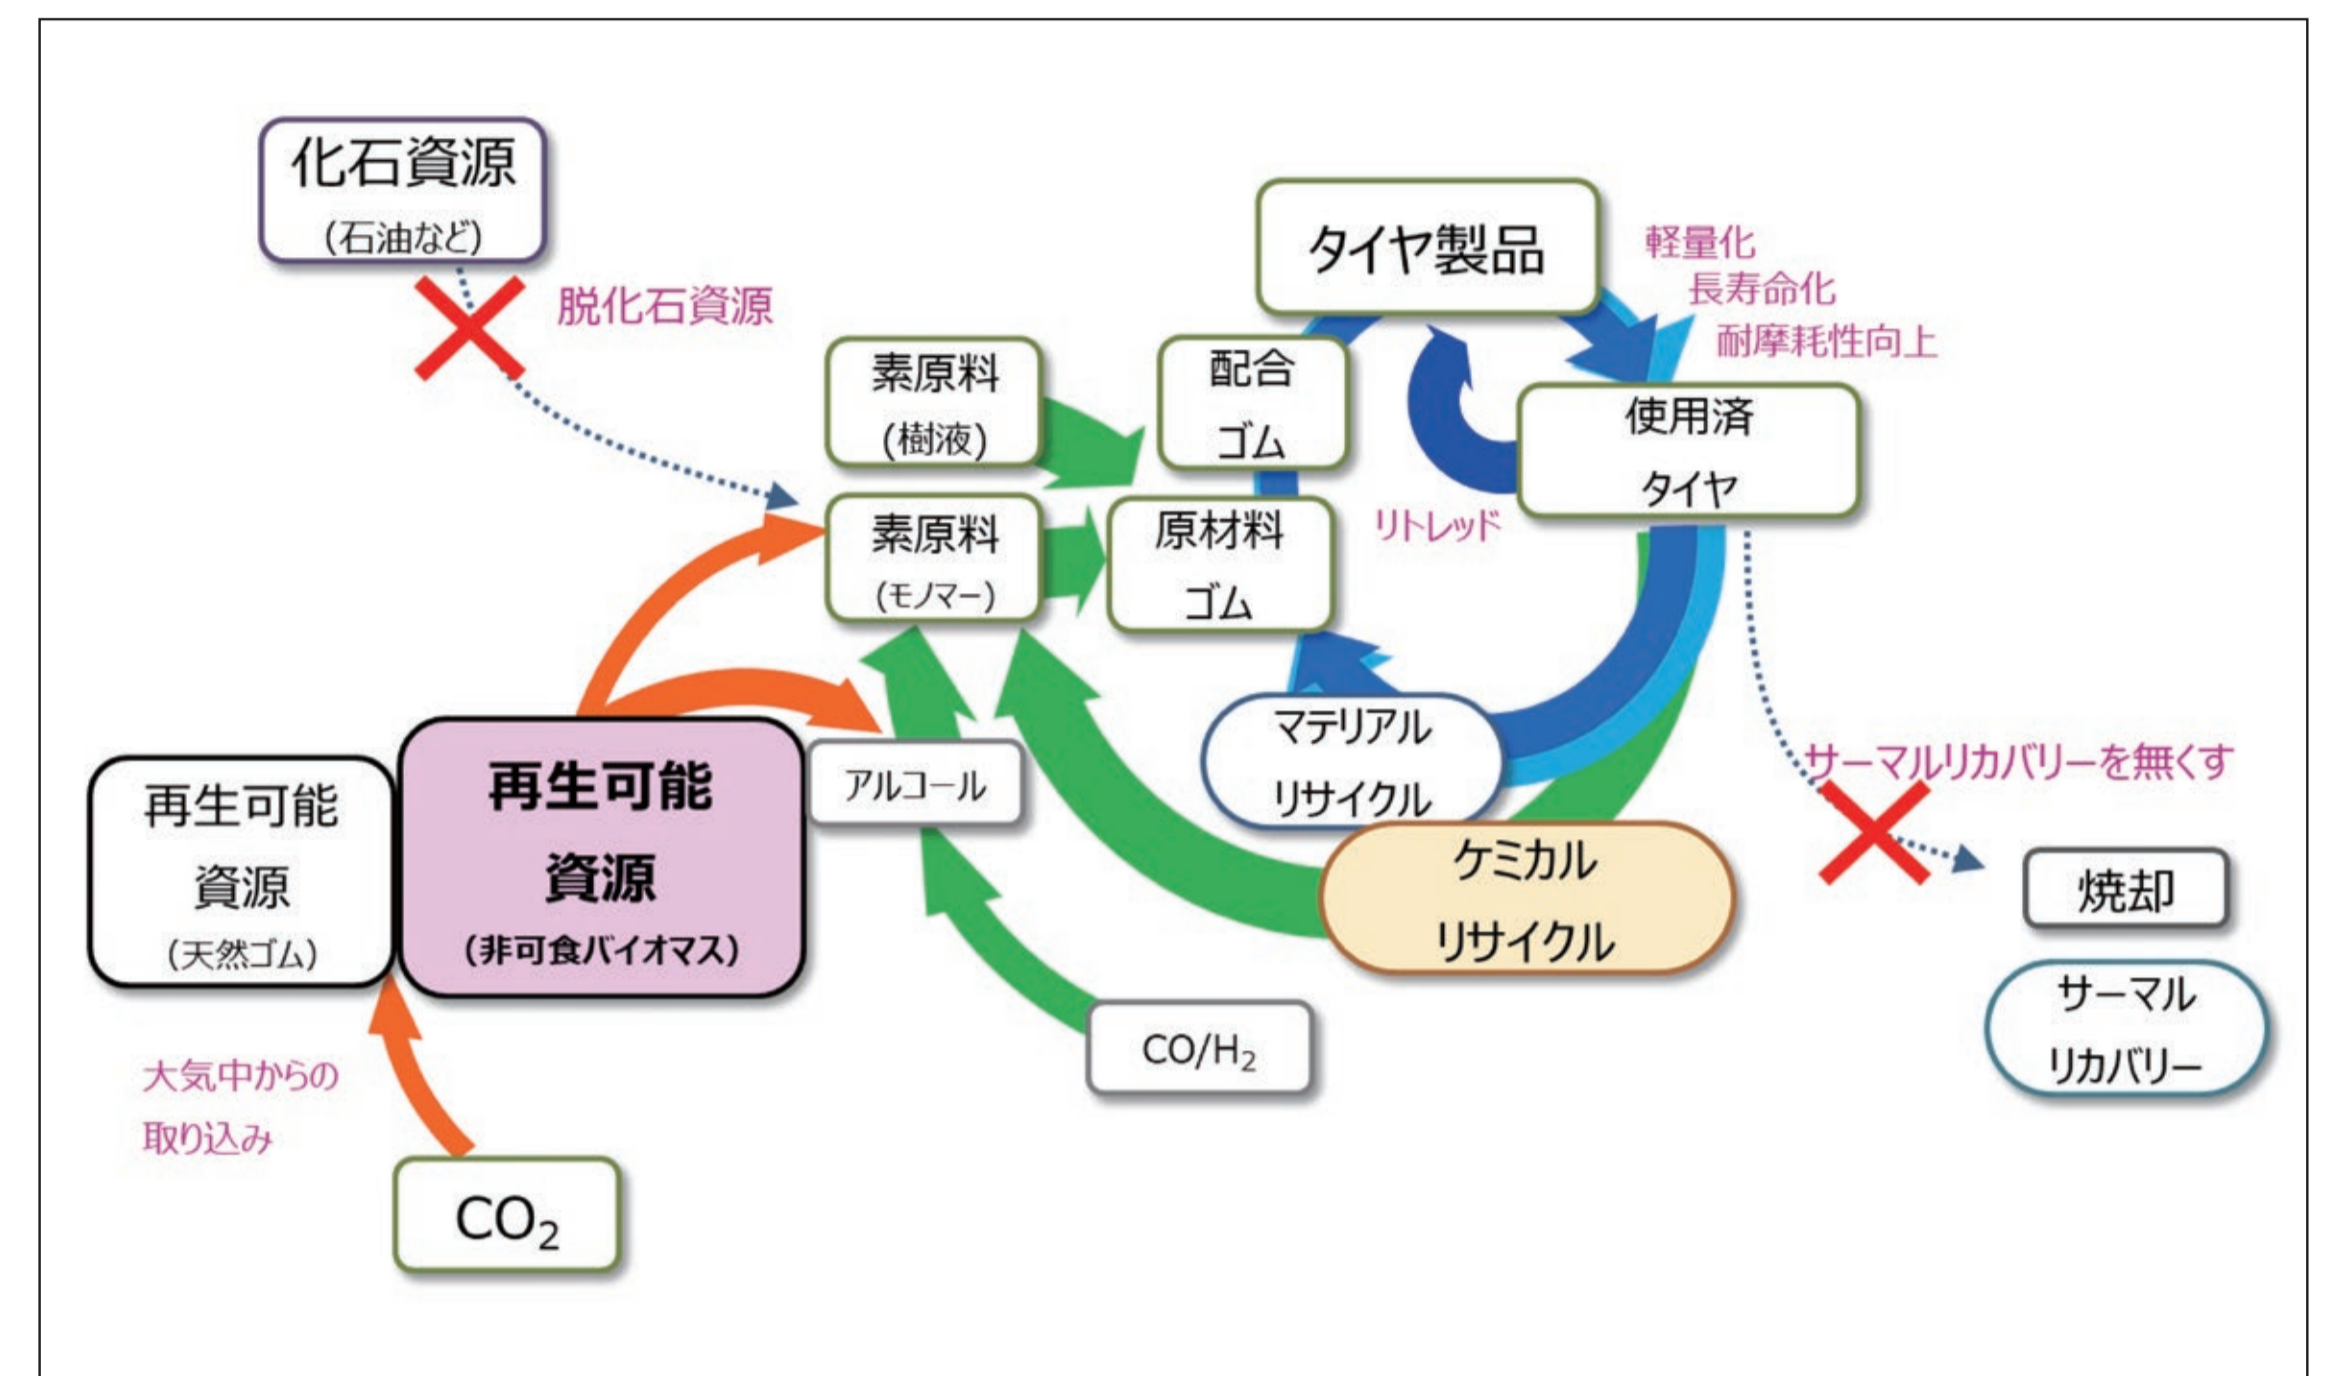 化石資源
(石油など)
脱化石資源
タイヤ製品
軽量化
長寿命化
耐摩耗性向上
素原料
(樹液)
配合
ゴム
使用済
タイヤ
素原料
(モノマー)
原材料
ゴム
リトレッド
マテリアル
リサイクル
サーマルリカバリーを無くす
再生可能
資源
(天然ゴム)
再生可能
資源
(非可食バイオマス)
アルコール
ケミカル
リサイクル
焼却
サーマル
リカバリー
CO/H₂
大気中からの
取り込み
CO₂